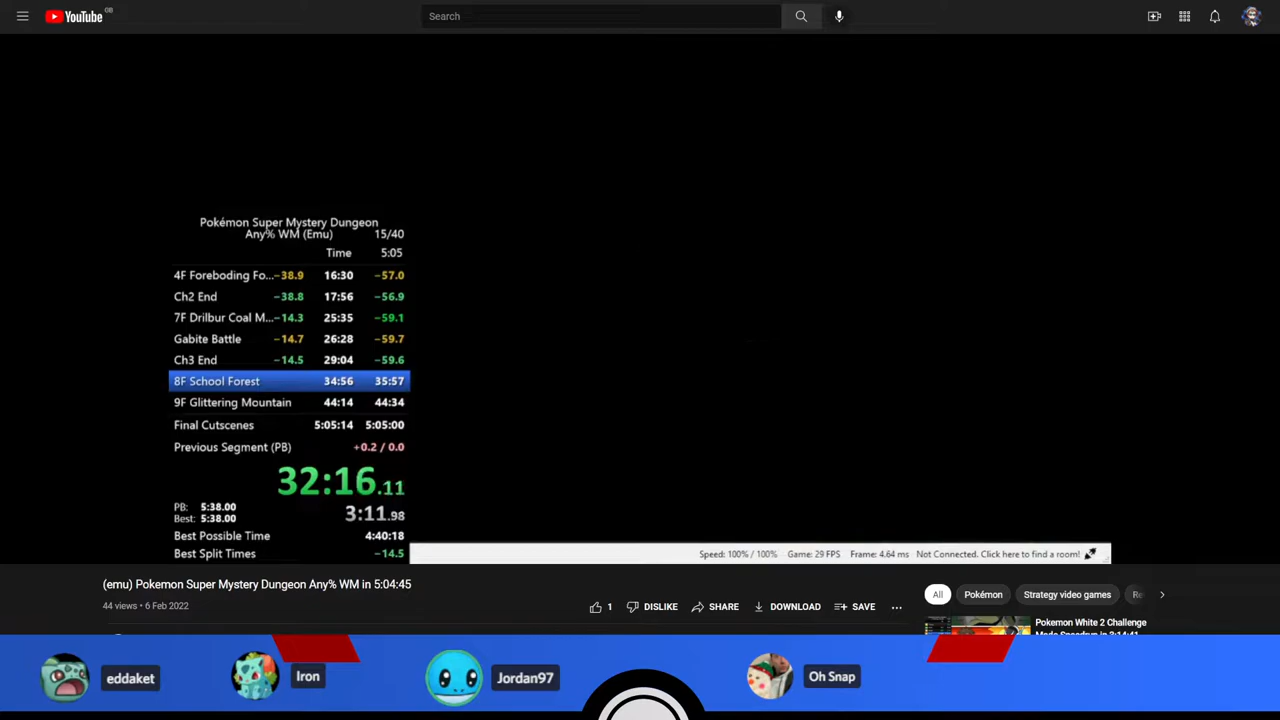 YouTube GB
Search
Pokémon Super Mystery Dungeon
Any% WM (Emu) 15/40
Time 5:05
4F Foreboding Fo... −38.9 16:30 −57.0
Ch2 End −38.8 17:56 −56.9
7F Drilbur Coal M... −14.3 25:35 −59.1
Gabite Battle −14.7 26:28 −59.7
Ch3 End −14.5 29:04 −59.6
8F School Forest 34:56 35:57
9F Glittering Mountain 44:14 44:34
Final Cutscenes 5:05:14 5:05:00
Previous Segment (PB) +0.2 / 0.0
32:16.11
PB: 5:38.00
Best: 5:38.00
3:11.98
Best Possible Time 4:40:18
Best Split Times −14.5
Speed: 100% / 100% Game: 29 FPS Frame: 4.64 ms Not Connected. Click here to find a room!
(emu) Pokemon Super Mystery Dungeon Any% WM in 5:04:45
44 views • 6 Feb 2022
1 DISLIKE SHARE DOWNLOAD SAVE ...
All Pokémon Strategy video games Re
Pokemon White 2 Challenge
Mode Speedrun in 3:14:41
eddaket Iron Jordan97 Oh Snap